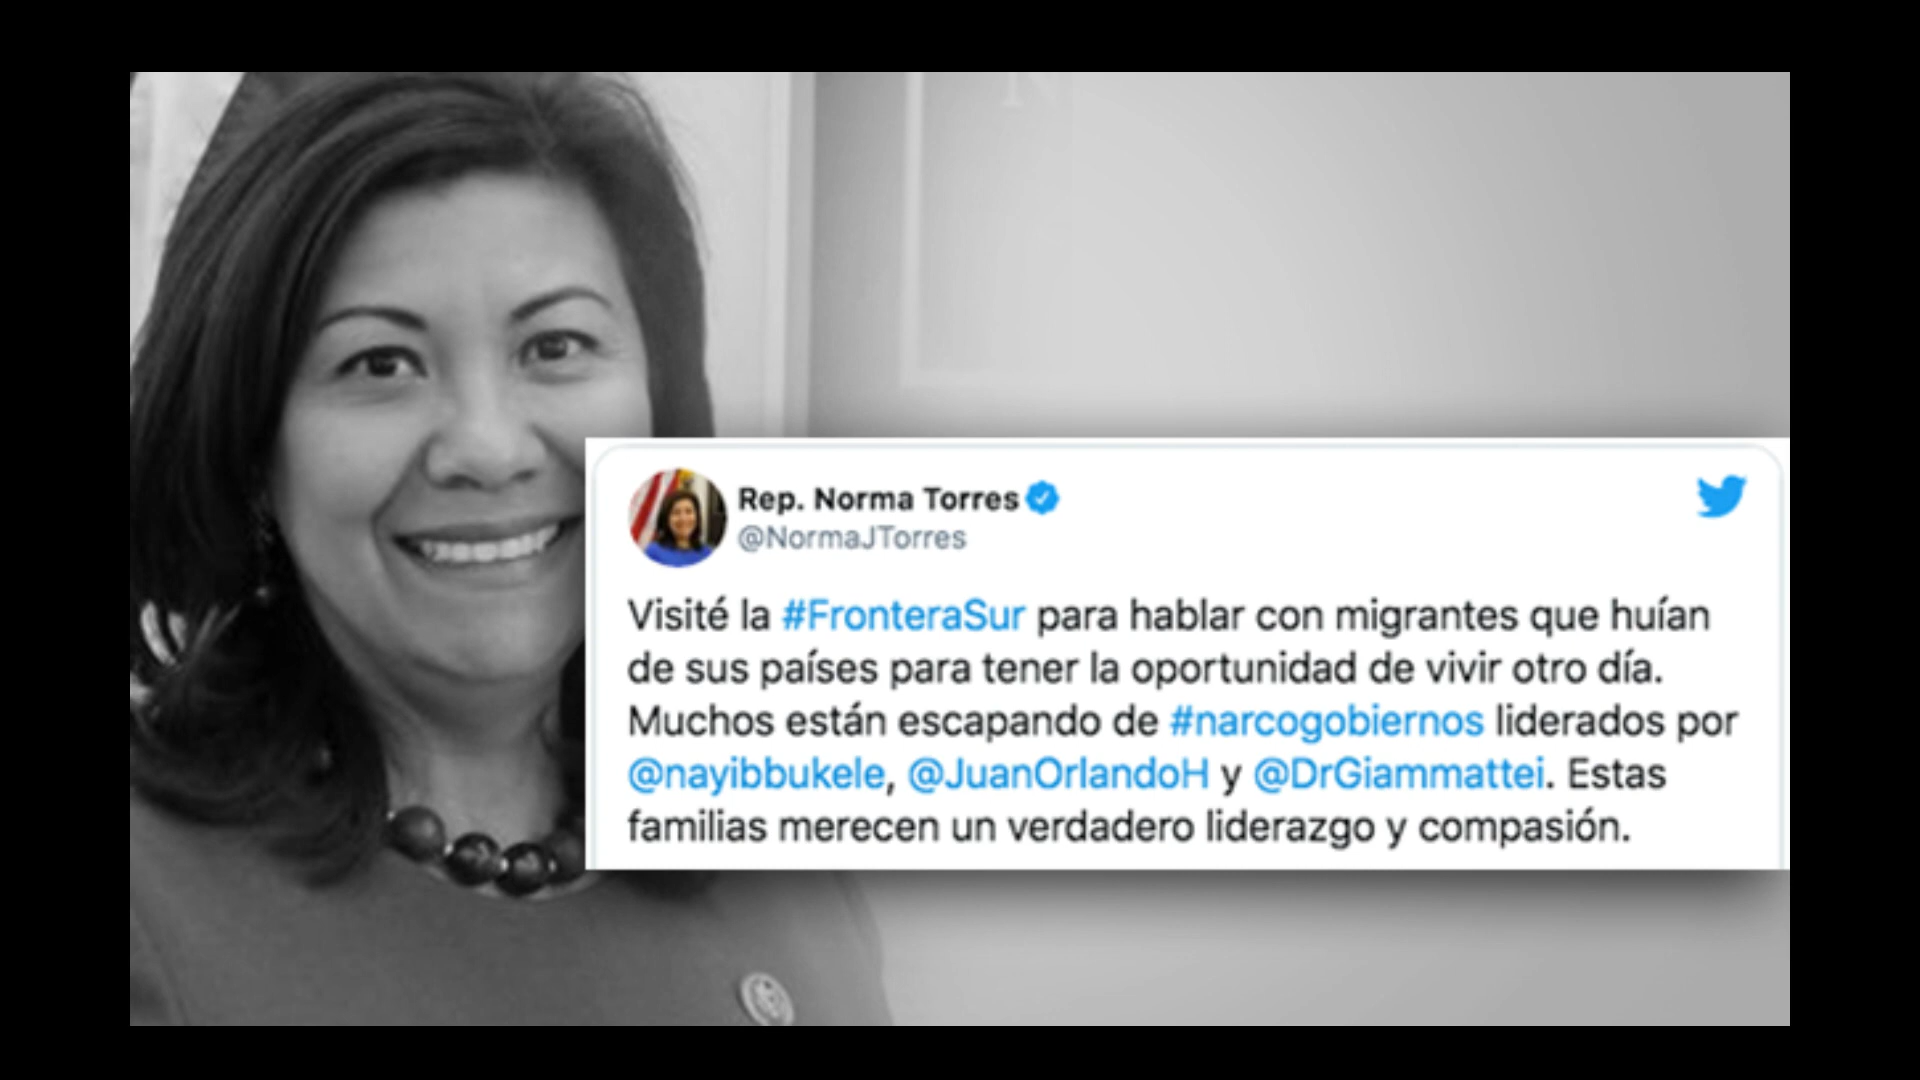 Rep. Norma Torres
@NormaJTorres
Visité la #FronteraSur para hablar con migrantes que huían
de sus países para tener la oportunidad de vivir otro día.
Muchos están escapando de #narcogobiernos liderados por
@nayibbukele, @JuanOrlandoH y @DrGiammattei. Estas
familias merecen un verdadero liderazgo y compasión.